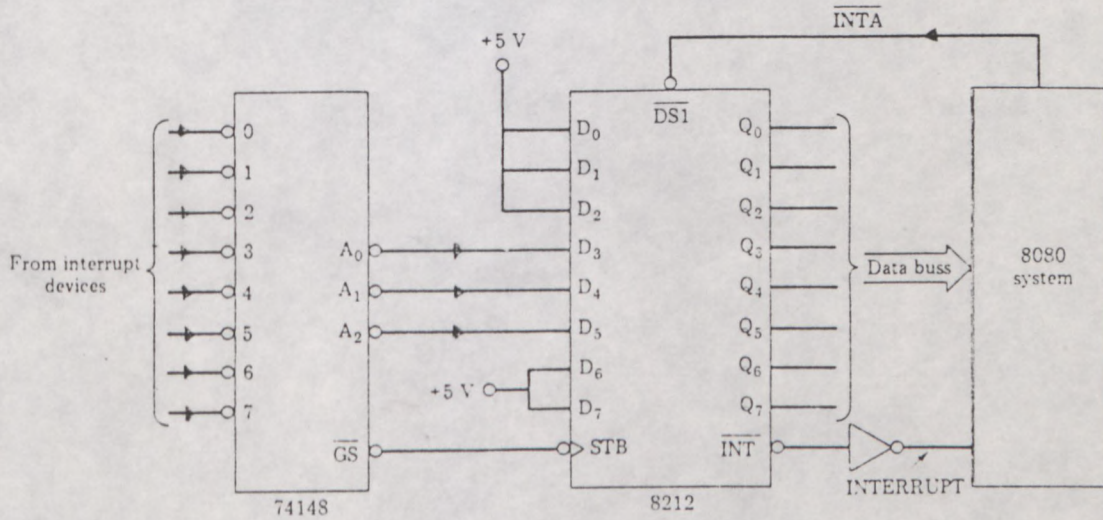 INTA
+5 V
DS1
0
1
2
3
4
5
6
7
From interrupt
devices
A0
A1
A2
GS
74148
D0
D1
D2
D3
D4
D5
D6
D7
+5 V
STB
Q0
Q1
Q2
Q3
Q4
Q5
Q6
Q7
INT
8212
Data buss
INTERRUPT
8080
system